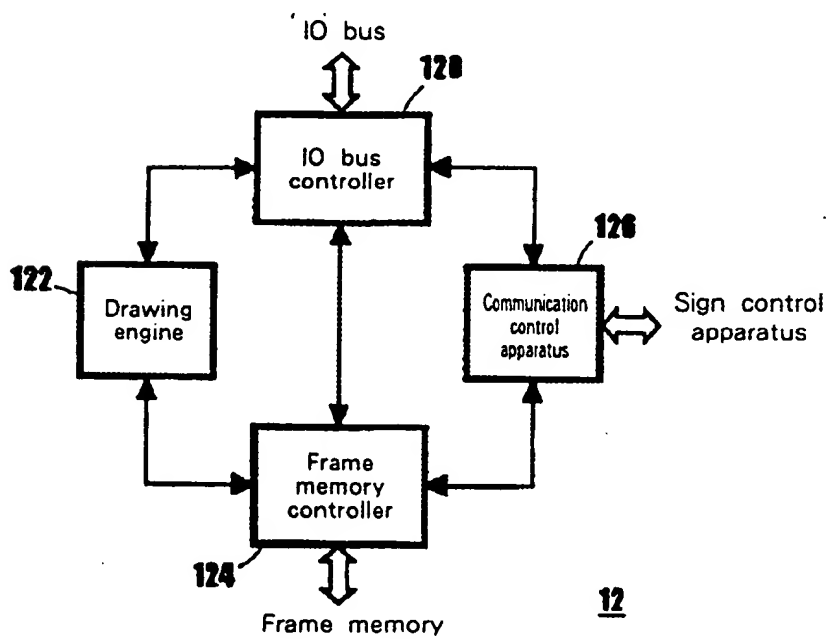 IO bus
120
IO bus
controller
126
122
Drawing
engine
Communication
control
apparatus
Sign control
apparatus
Frame
memory
controller
124
Frame memory
12